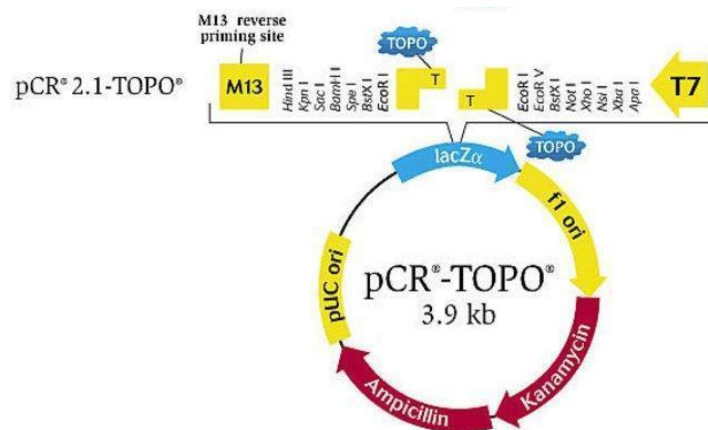 M13 reverse
priming site
pCR® 2.1-TOPO®
M13
Hind III
Kpn I
Sac I
BamH I
Spe I
BstX I
EcoR I
TOPO
T
T
TOPO
EcoR I
EcoR V
BstX I
Not I
Xho I
Nsi I
Xba I
Apa I
T7
lacZα
f1 ori
pUC ori
pCR®-TOPO®
3.9 kb
Kanamycin
Ampicillin